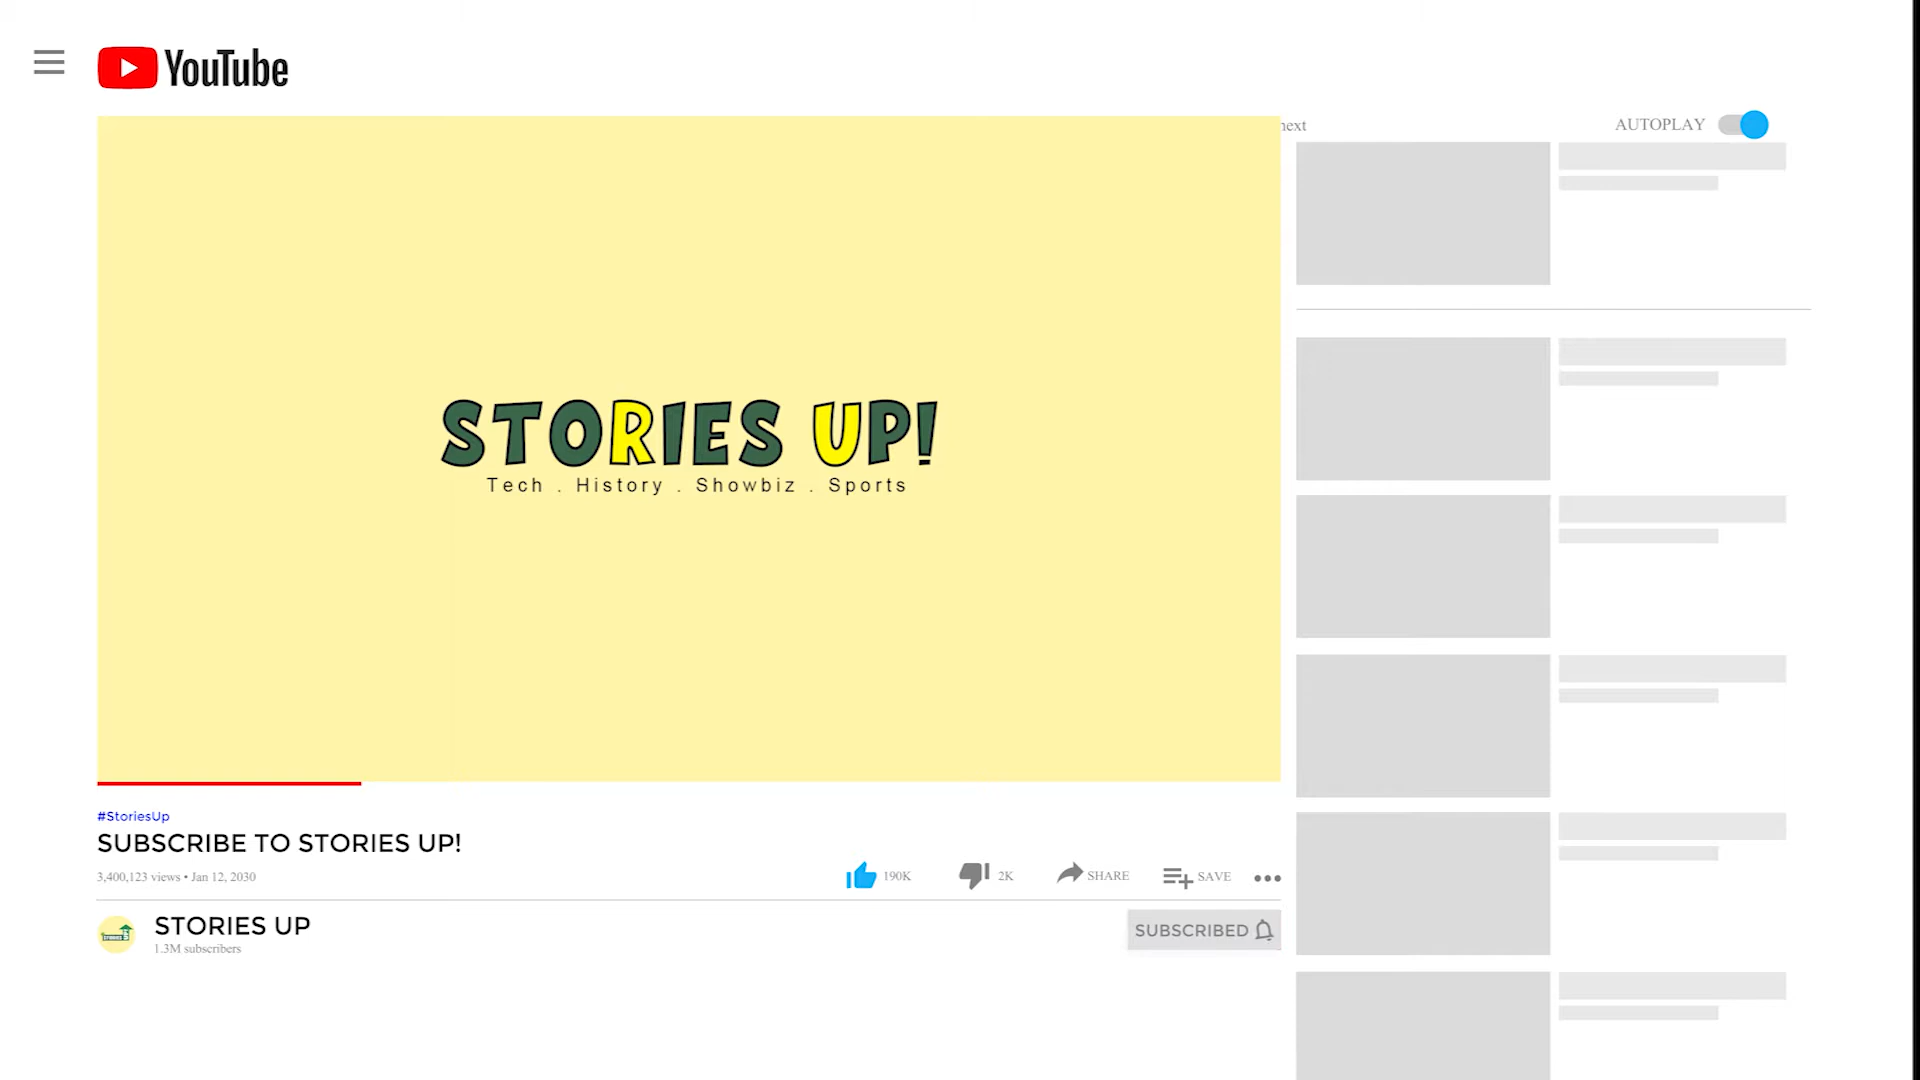 YouTube
next
AUTOPLAY
STORIES UP!
Tech . History . Showbiz . Sports
#StoriesUp
SUBSCRIBE TO STORIES UP!
3,400,123 views • Jan 12, 2030
190K
2K
SHARE
SAVE
STORIES UP
1.3M subscribers
SUBSCRIBED